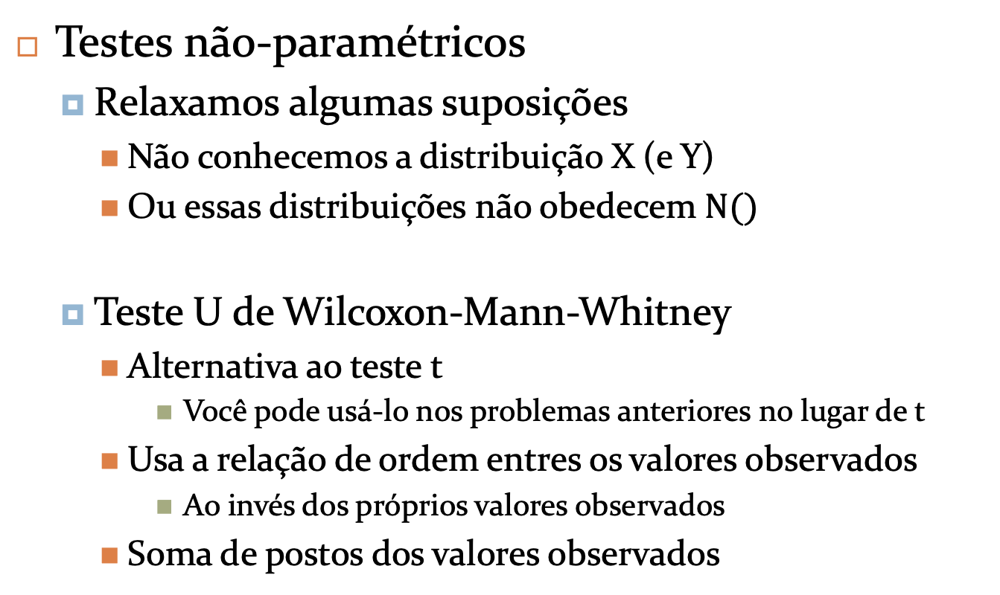 Testes não-paramétricos
Relaxamos algumas suposições
Não conhecemos a distribuição X (e Y)
Ou essas distribuições não obedecem N()
Teste U de Wilcoxon-Mann-Whitney
Alternativa ao teste t
Você pode usá-lo nos problemas anteriores no lugar de t
Usa a relação de ordem entres os valores observados
Ao invés dos próprios valores observados
Soma de postos dos valores observados